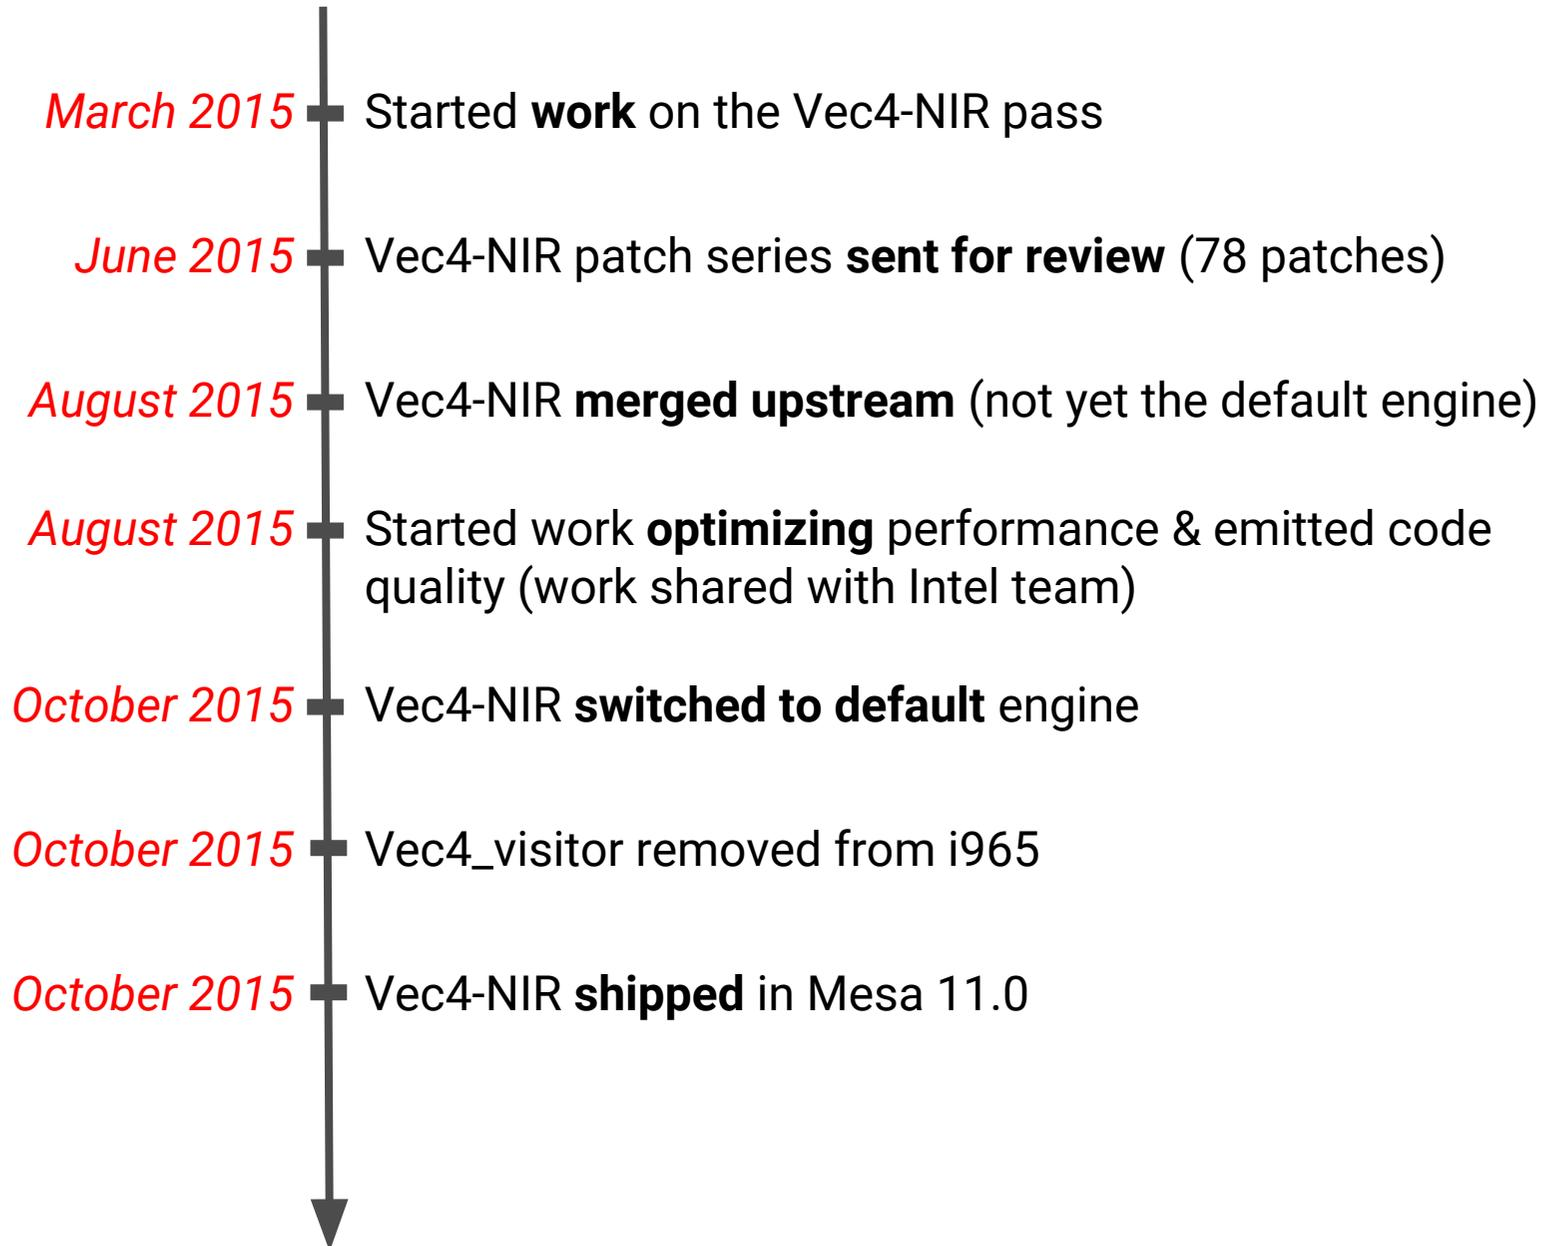 March 2015 Started work on the Vec4-NIR pass
June 2015 Vec4-NIR patch series sent for review (78 patches)
August 2015 Vec4-NIR merged upstream (not yet the default engine)
August 2015 Started work optimizing performance & emitted code
quality (work shared with Intel team)
October 2015 Vec4-NIR switched to default engine
October 2015 Vec4_visitor removed from i965
October 2015 Vec4-NIR shipped in Mesa 11.0